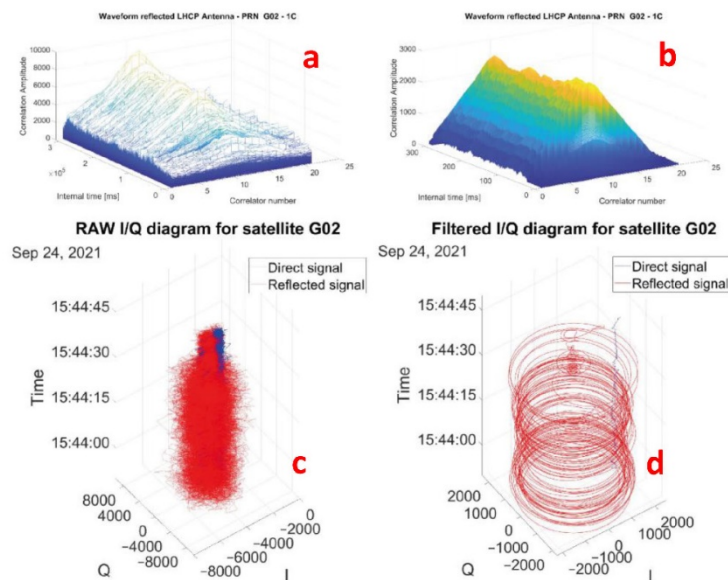 Waveform reflected LHCP Antenna - PRN G02 - 1C
a
Correlation Amplitude
10000
8000
6000
4000
2000
0
3
2
1
0
×10⁵
Internal time [ms]
0
5
10
15
20
25
Correlator number
Waveform reflected LHCP Antenna - PRN G02 - 1C
b
Correlation Amplitude
3000
2000
1000
0
300
200
100
0
Internal time [ms]
0
5
10
15
20
25
Correlator number
RAW I/Q diagram for satellite G02
Sep 24, 2021
Direct signal
Reflected signal
15:44:45
15:44:30
15:44:15
15:44:00
Time
c
8000
4000
0
−4000
−8000
Q
−8000
−6000
−4000
−2000
0
I
Filtered I/Q diagram for satellite G02
Sep 24, 2021
Direct signal
Reflected signal
15:44:45
15:44:30
15:44:15
15:44:00
Time
d
2000
1000
0
−1000
−2000
Q
−2000
−1000
0
1000
2000
I